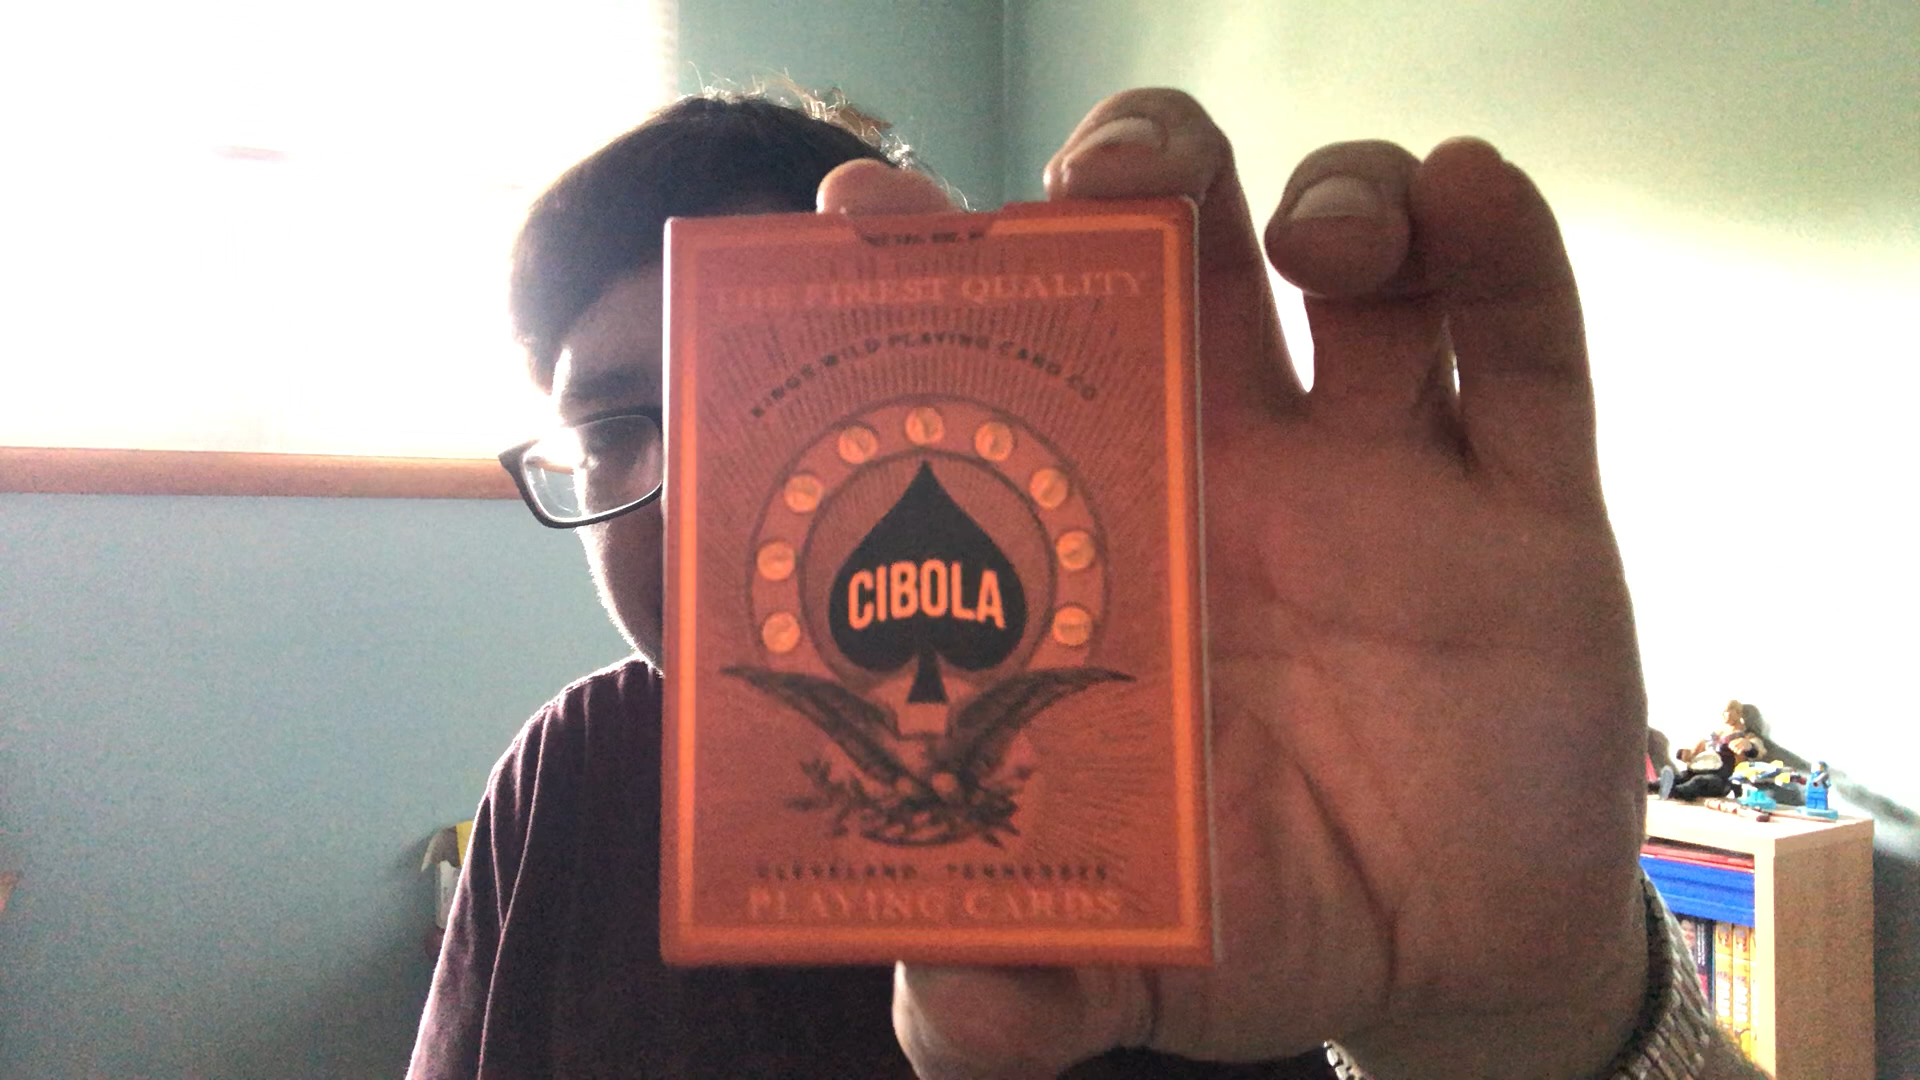 THE FINEST QUALITY
KINGS WILD PLAYING CARD CO
CIBOLA
CLEVELAND, TENNESSEE
PLAYING CARDS